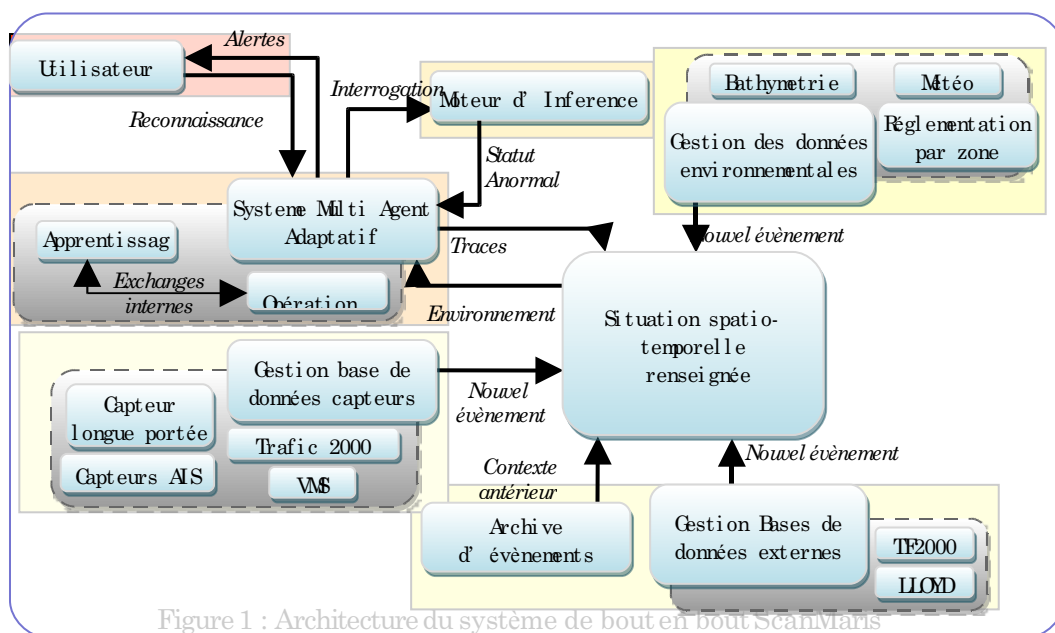 Alertes
Utilisateur
Reconnaissance
Interrogation
Moteur d' Inference
Statut
Anormal
Bathymetrie
Météo
Gestion des données
environnementales
Réglementation
par zone
Nouvel évènement
Systeme Multi Agent
Adaptatif
Apprentissag
Exchanges
internes
Opération
Traces
Environnement
Situation spatio-
temporelle
renseignée
Gestion base de
données capteurs
Capteur
longue portée
Trafic 2000
Capteurs AIS
VMS
Nouvel
évènement
Contexte
antérieur
Nouvel évènement
Archive
d' évènements
Gestion Bases de
données externes
TF2000
LLOYD
Figure 1 : Architecture du système de bout en bout ScanMaris